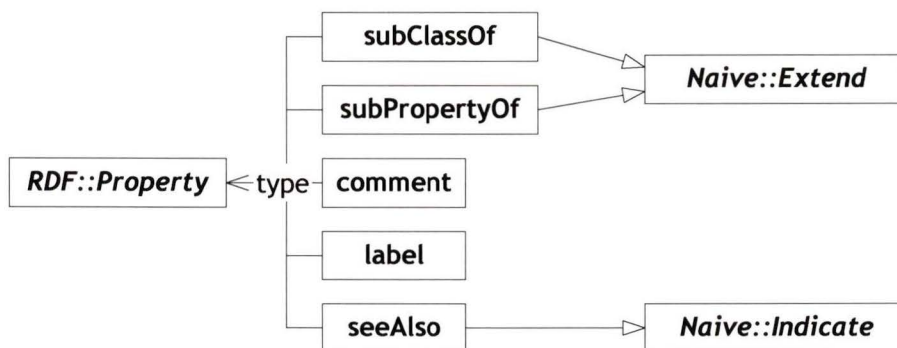 subClassOf
Naive::Extend
subPropertyOf
RDF::Property
type
comment
label
seeAlso
Naive::Indicate